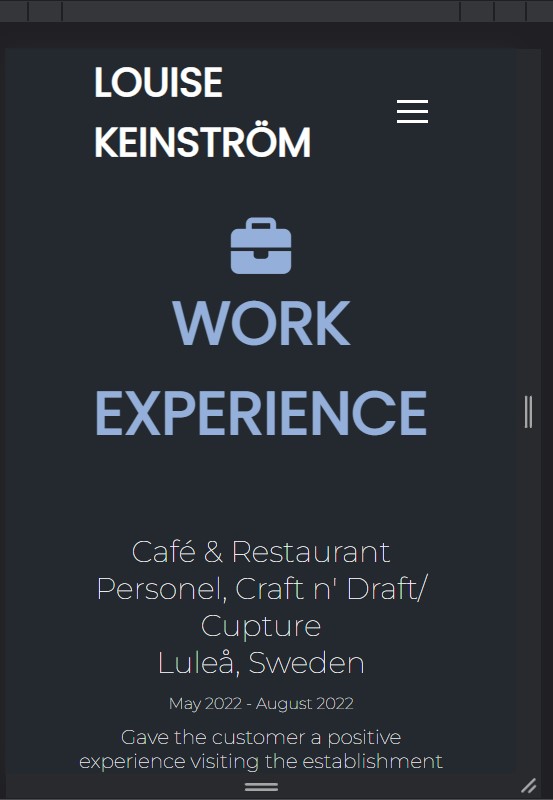 LOUISE
KEINSTRÖM
WORK
EXPERIENCE
Café & Restaurant
Personel, Craft n' Draft/
Cupture
Luleå, Sweden
May 2022 - August 2022
Gave the customer a positive
experience visiting the establishment